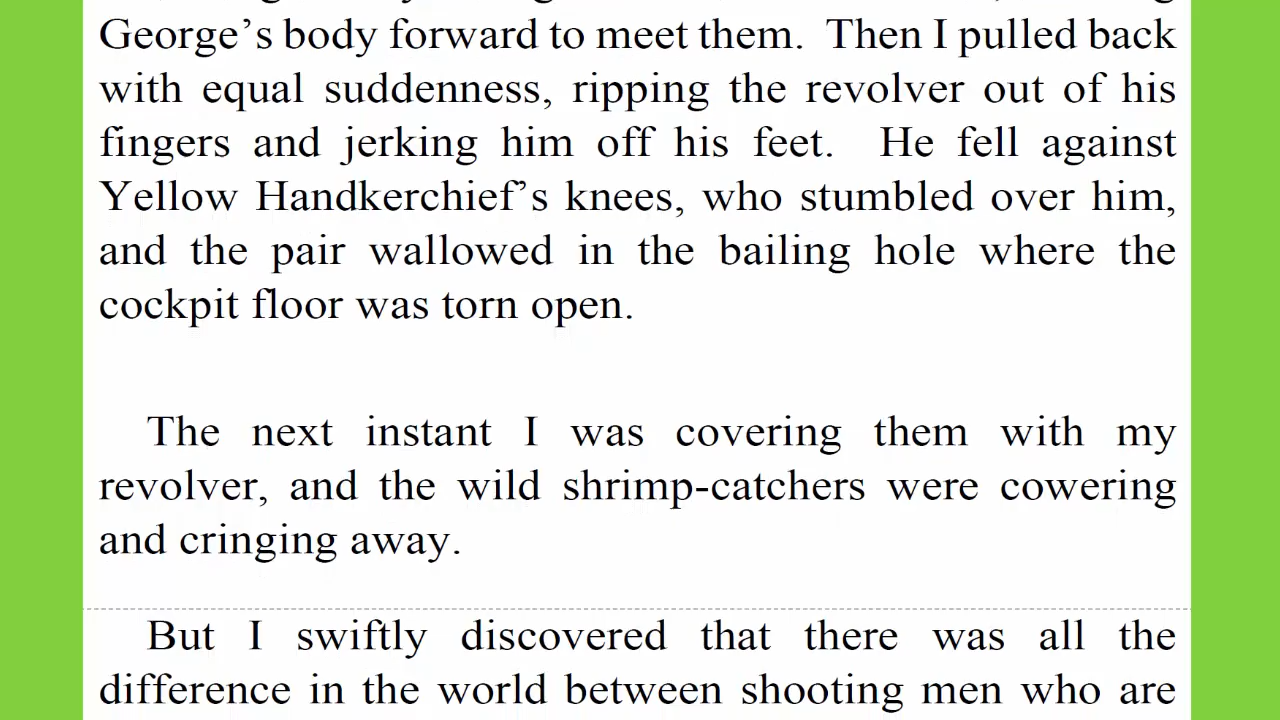 George’s body forward to meet them.  Then I pulled back
with equal suddenness, ripping the revolver out of his
fingers and jerking him off his feet.  He fell against
Yellow Handkerchief’s knees, who stumbled over him,
and the pair wallowed in the bailing hole where the
cockpit floor was torn open.
The next instant I was covering them with my
revolver, and the wild shrimp-catchers were cowering
and cringing away.
But I swiftly discovered that there was all the
difference in the world between shooting men who are